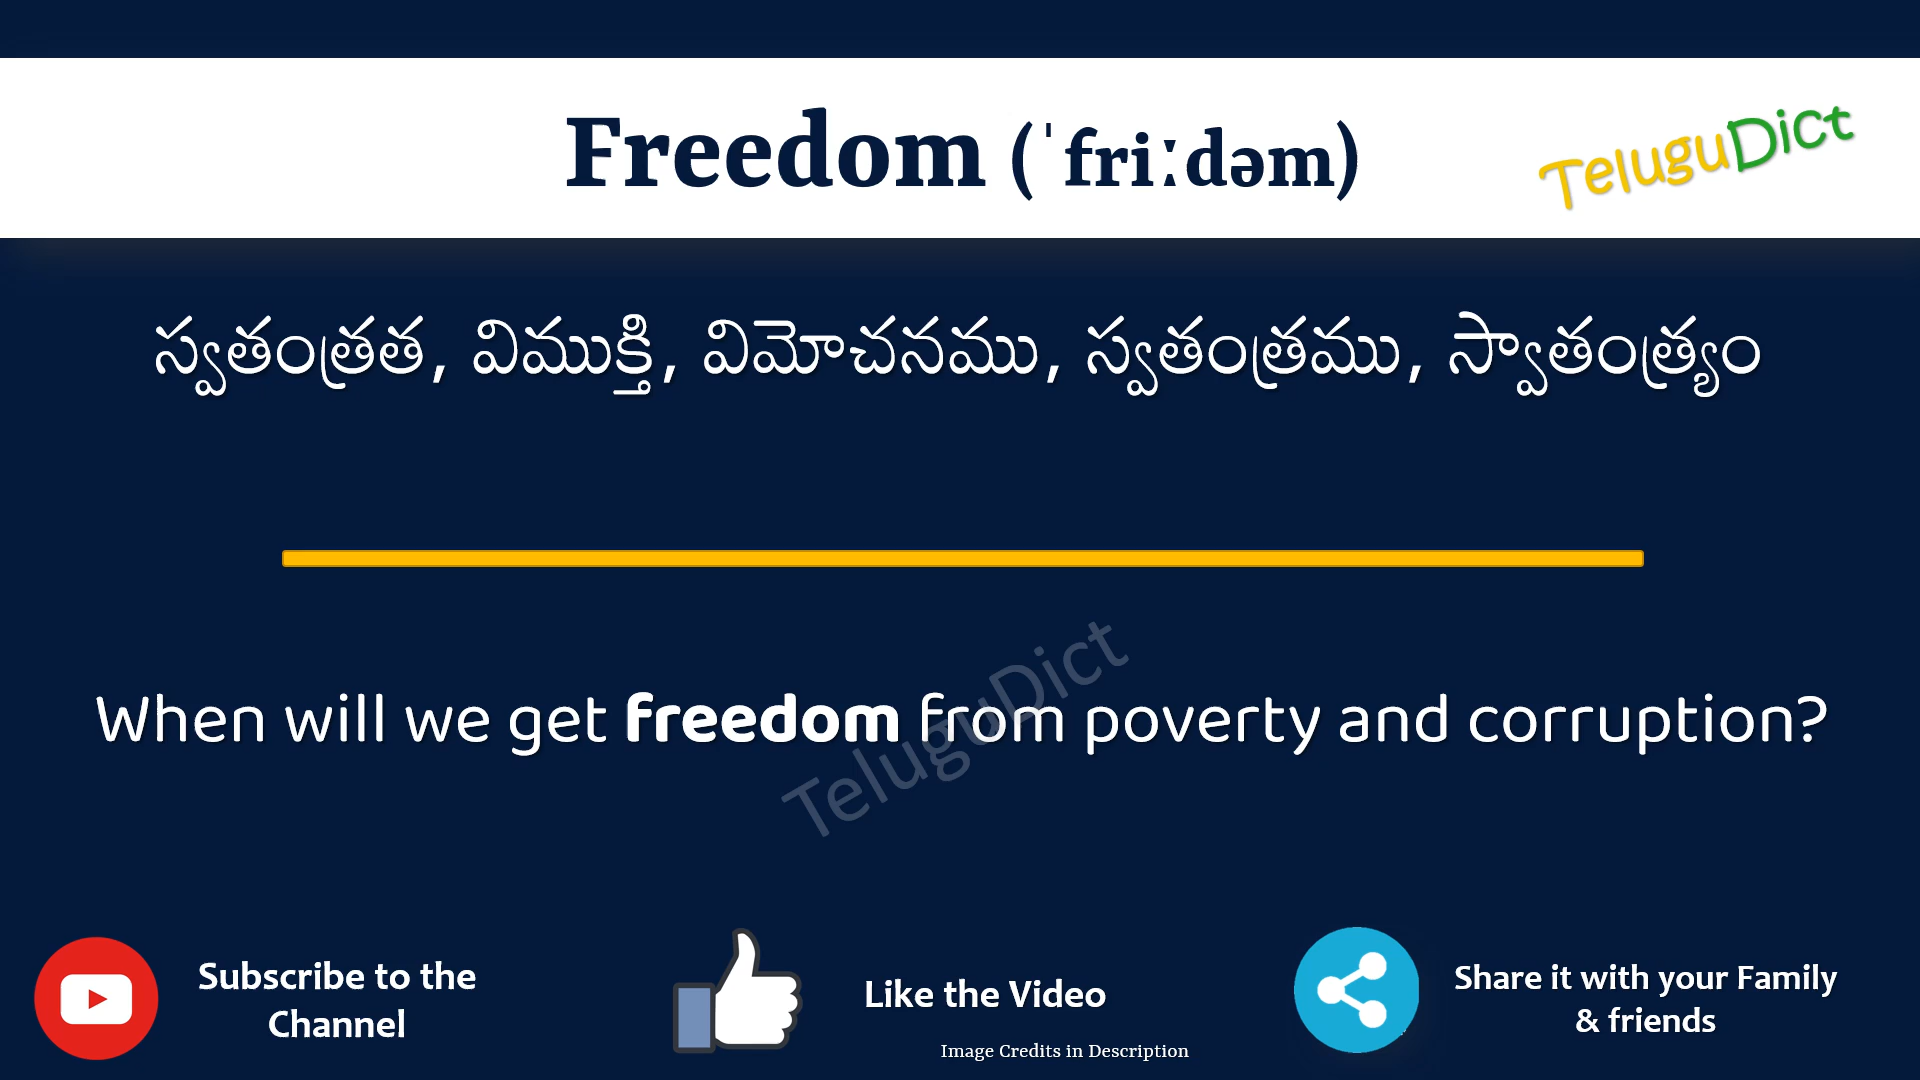 Freedom (ˈfriːdəm)
TeluguDict
స్వతంత్రత, విముక్తి, విమోచనము, స్వతంత్రము, స్వాతంత్ర్యం
When will we get freedom from poverty and corruption?
TeluguDict
Subscribe to the
Channel
Like the Video
Share it with your Family
& friends
Image Credits in Description